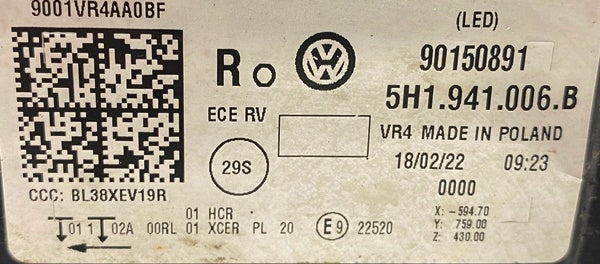 9001VR4AA0BF
(LED)
R
90150891
ECE RV
5H1.941.006.B
VR4 MADE IN POLAND
29S
18/02/22 09:23
CCC: BL38XEV19R
0000
01 HCR
X: -594.70
01 1 02A 00RL 01 XCER PL 20 E9 22520
Y: 759.00
Z: 430.00